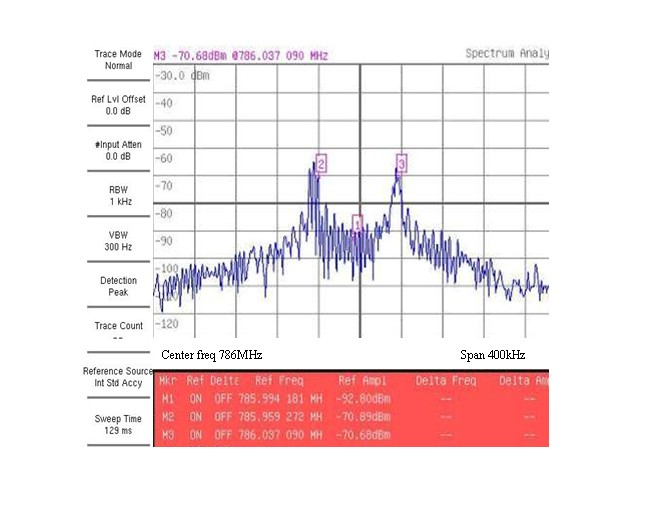 Trace Mode
Normal
Ref Lvl Offset
0.0 dB
#Input Atten
0.0 dB
RBW
1 kHz
VBW
300 Hz
Detection
Peak
Trace Count
--
Reference Source
Int Std Accy
Sweep Time
129 ms
M3 -70.68dBm @786.037 090 MHz
Spectrum Analy
-30.0 dBm
-40
-50
-60
-70
-80
-90
-100
-120
2
3
1
Center freq 786MHz
Span 400kHz
Mkr Ref Delta Ref Freq Ref Ampl Delta Freq Delta Am
M1 ON OFF 785.994 181 MH -92.80dBm -- --
M2 ON OFF 785.959 272 MH -70.89dBm -- --
M3 ON OFF 786.037 090 MH -70.68dBm -- --